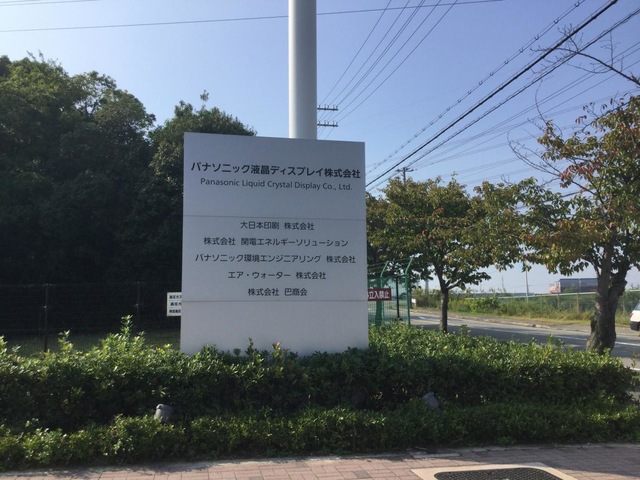 パナソニック液晶ディスプレイ株式会社
Panasonic Liquid Crystal Display Co., Ltd.
大日本印刷 株式会社
株式会社 関電エネルギーソリューション
パナソニック環境エンジニアリング 株式会社
エア・ウォーター 株式会社
株式会社 巴商会
立入禁止